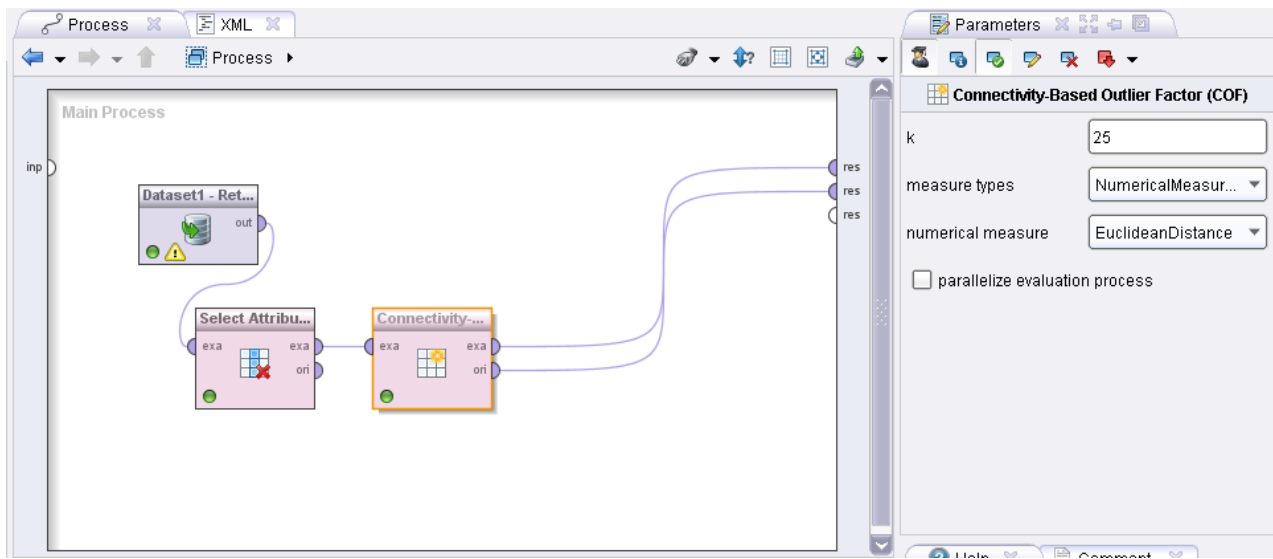 Process
XML
Process
Main Process
inp
Dataset1 - Ret...
out
Select Attribu...
exa
exa
ori
Connectivity-...
exa
exa
ori
res
res
res
Parameters
Connectivity-Based Outlier Factor (COF)
k
25
measure types
NumericalMeasur...
numerical measure
EuclideanDistance
parallelize evaluation process
Help
Comment